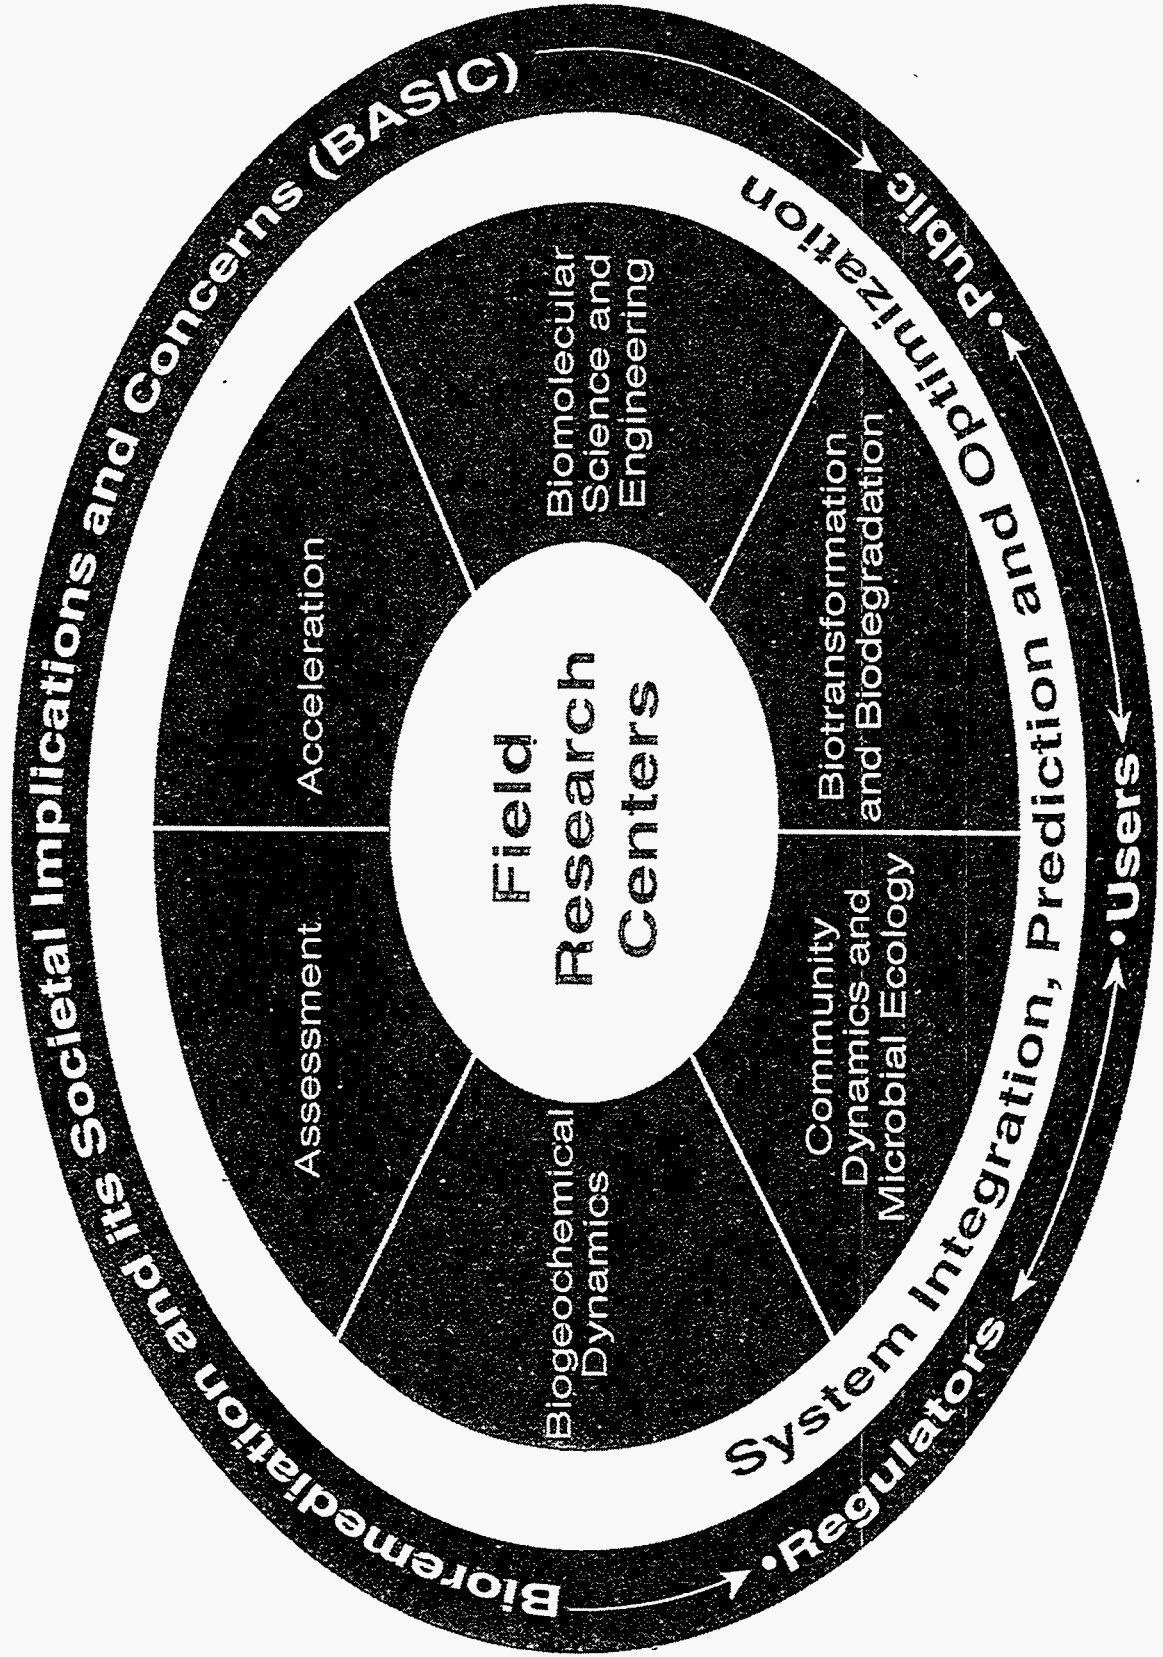 Bioremediation and its Societal Implications and Concerns (BASIC)
Assessment
Acceleration
Biogeochemical
Dynamics
Field
Research
Centers
Biomolecular
Science and
Engineering
Community
Dynamics and
Microbial Ecology
Biotransformation
and Biodegradation
System Integration, Prediction and Optimization
•Regulators
•Users
•Public